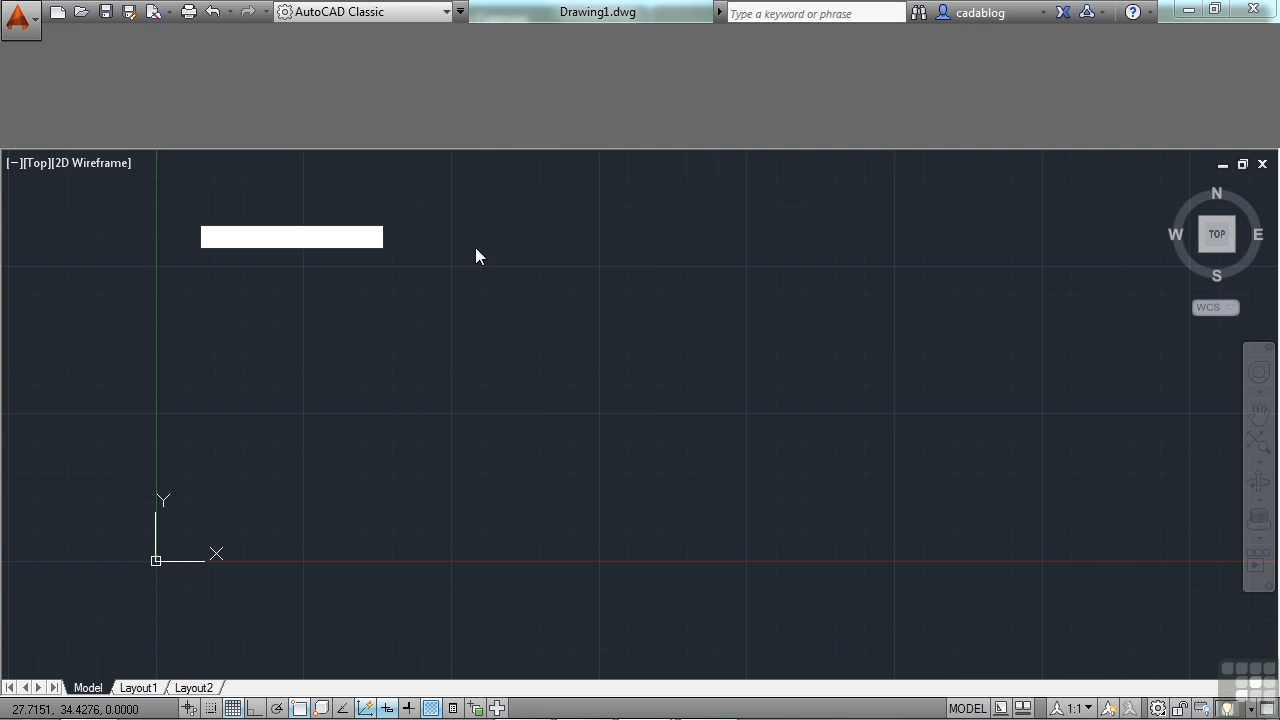 AutoCAD Classic
Drawing1.dwg
Type a keyword or phrase
cadablog
[−][Top][2D Wireframe]
N
W
TOP
E
S
WCS
Y
X
Model
Layout1
Layout2
27.7151, 34.4276, 0.0000
MODEL
1:1